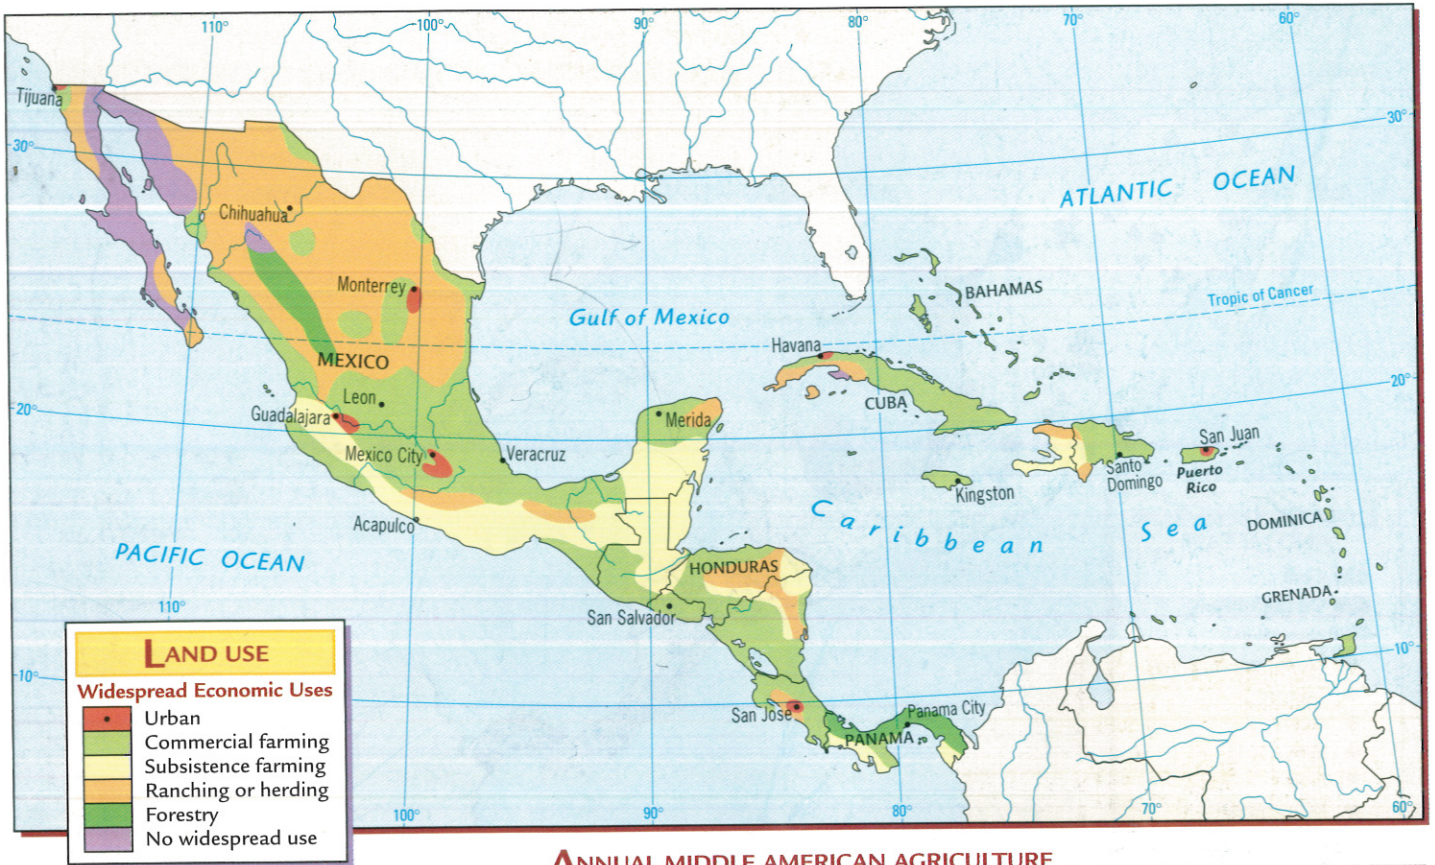 110°
100°
90°
80°
70°
60°
Tijuana
30°
30°
ATLANTIC OCEAN
Chihuahua
Monterrey
BAHAMAS
Tropic of Cancer
Gulf of Mexico
Havana
MEXICO
20°
Leon
CUBA
20°
Guadalajara
Merida
Mexico City
Veracruz
San Juan
Santo
Domingo
Puerto
Rico
Kingston
Acapulco
Caribbean Sea
DOMINICA
PACIFIC OCEAN
HONDURAS
GRENADA
110°
San Salvador
10°
10°
San Jose
Panama City
PANAMA
LAND USE
Widespread Economic Uses
Urban
Commercial farming
Subsistence farming
Ranching or herding
Forestry
No widespread use
100°
90°
80°
70°
60°
ANNUAL MIDDLE AMERICAN AGRICULTURE